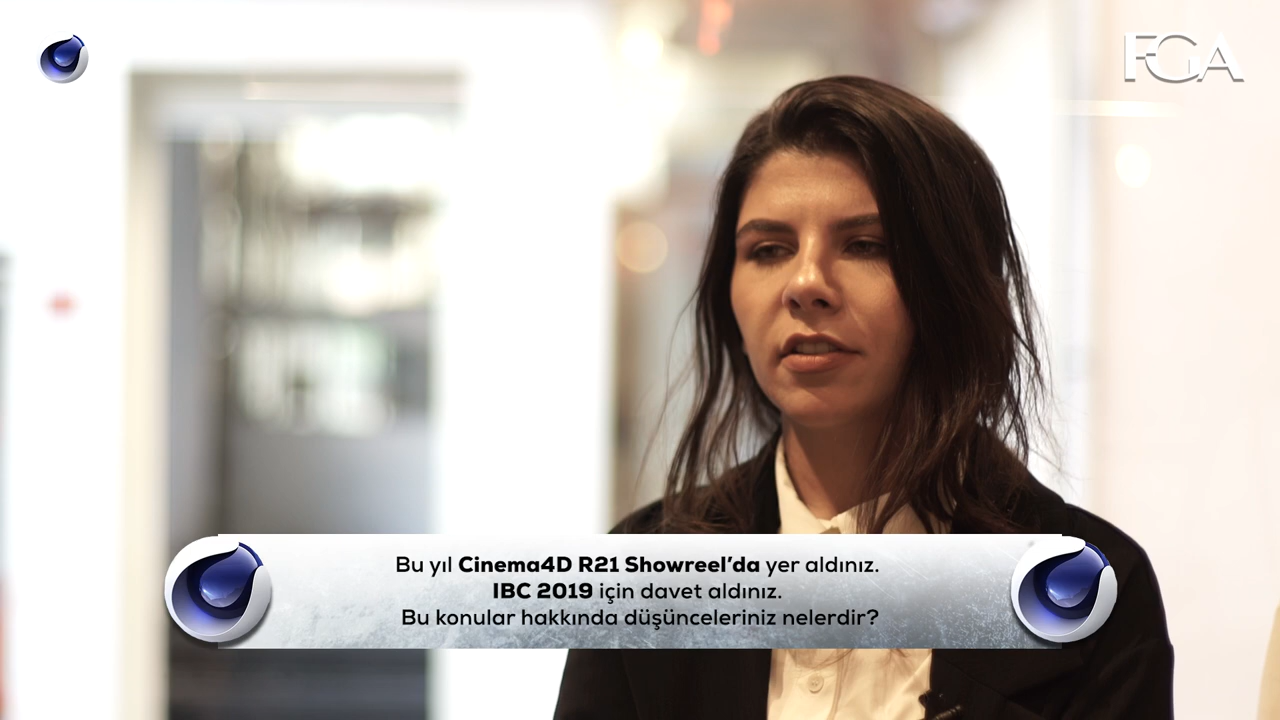 FGA
Bu yıl Cinema4D R21 Showreel’da yer aldınız.
IBC 2019 için davet aldınız.
Bu konular hakkında düşünceleriniz nelerdir?